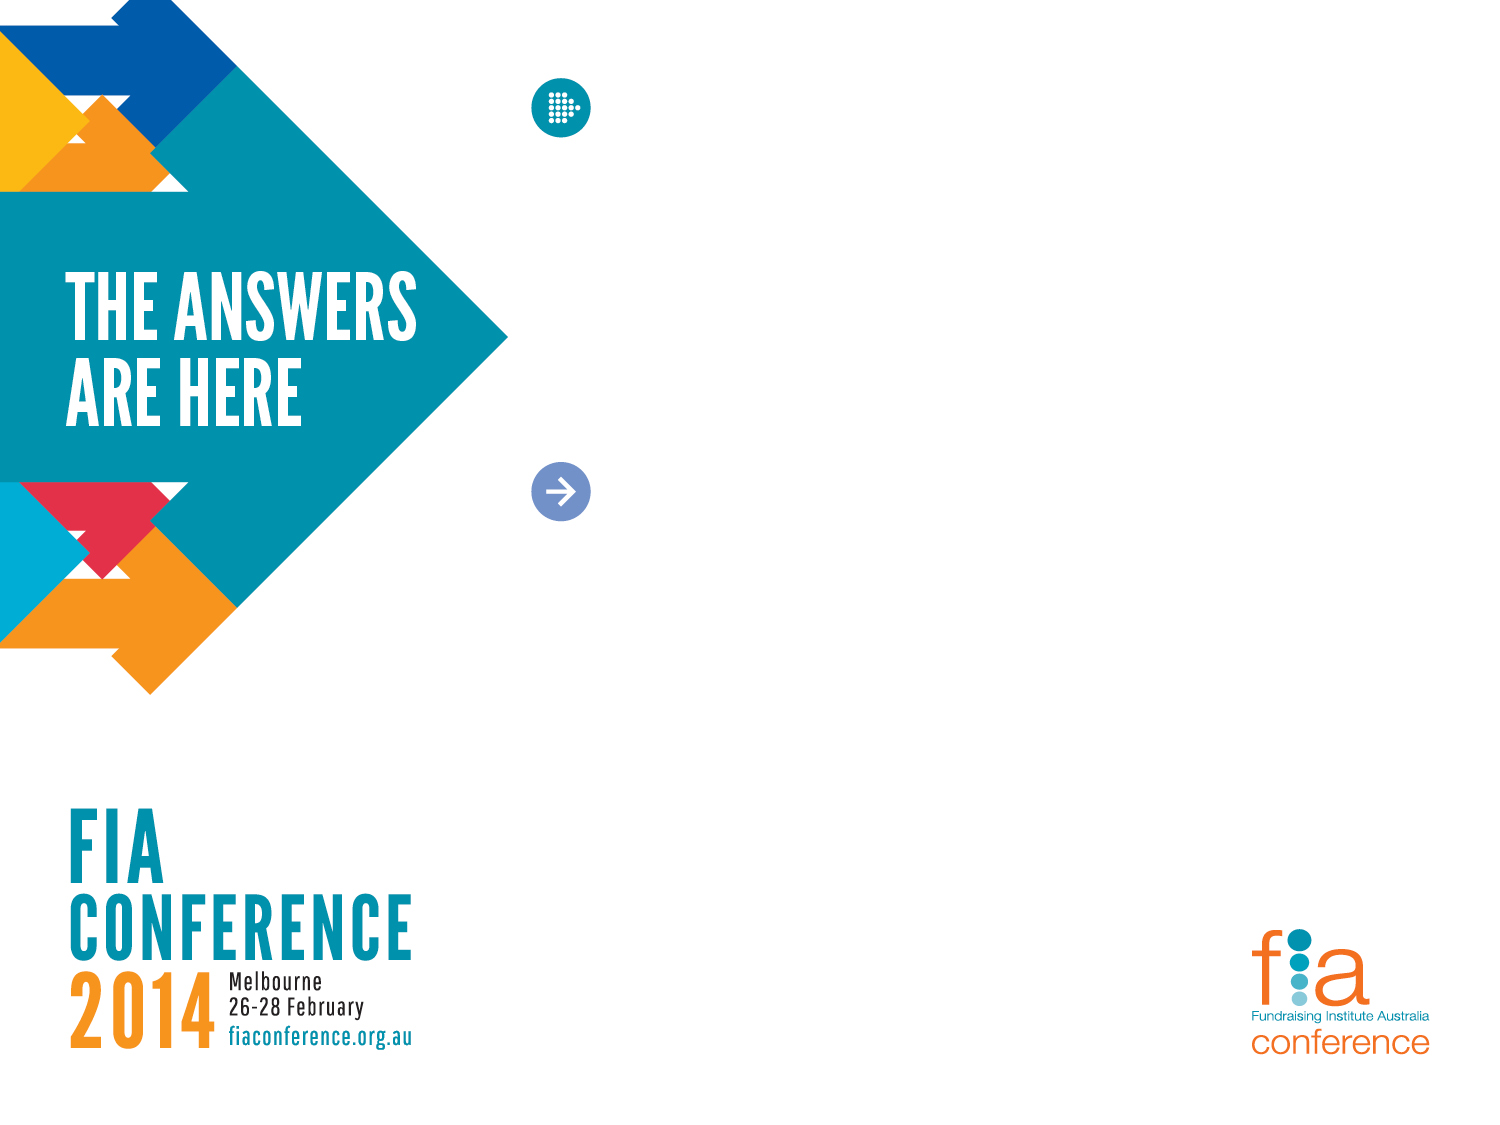 THE ANSWERS
ARE HERE
FIA
CONFERENCE
2014
Melbourne
26-28 February
fiaconference.org.au
fia
Fundraising Institute Australia
conference